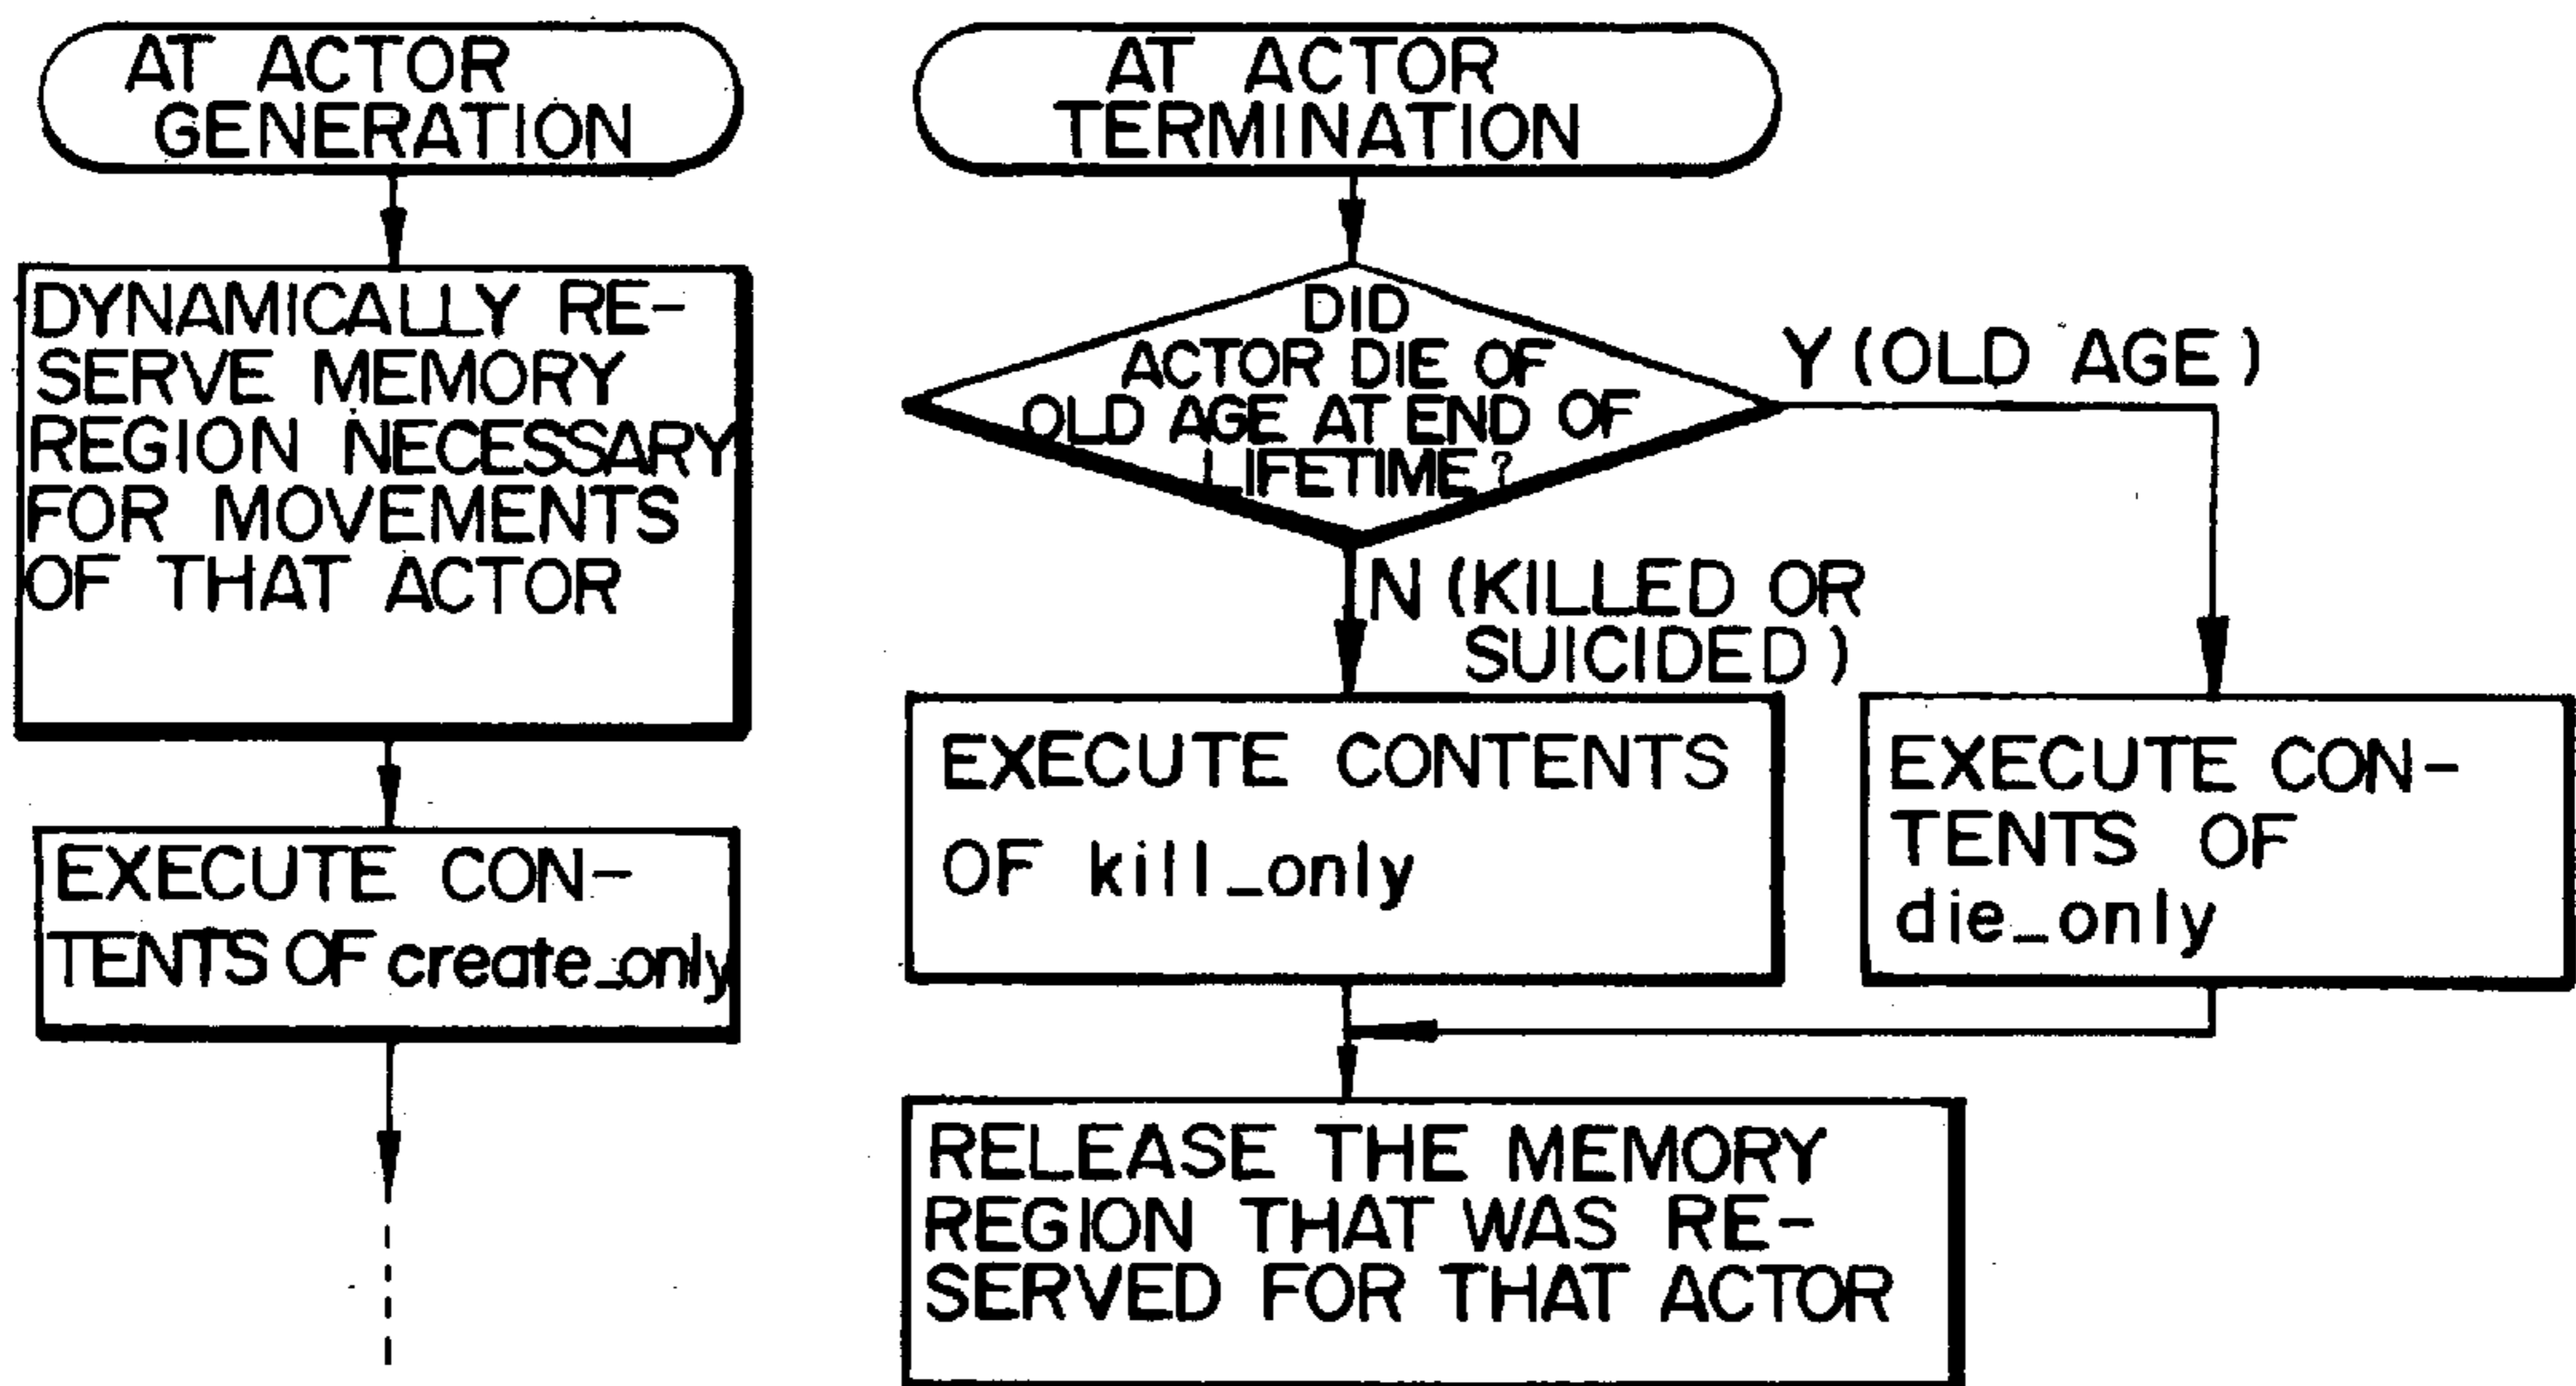 AT ACTOR
GENERATION
DYNAMICALLY RE-
SERVE MEMORY
REGION NECESSARY
FOR MOVEMENTS
OF THAT ACTOR
EXECUTE CON-
TENTS OF create_only
AT ACTOR
TERMINATION
DID
ACTOR DIE OF
OLD AGE AT END OF
LIFETIME?
Y (OLD AGE)
N (KILLED OR
SUICIDED)
EXECUTE CONTENTS
OF kill_only
EXECUTE CON-
TENTS OF
die_only
RELEASE THE MEMORY
REGION THAT WAS RE-
SERVED FOR THAT ACTOR